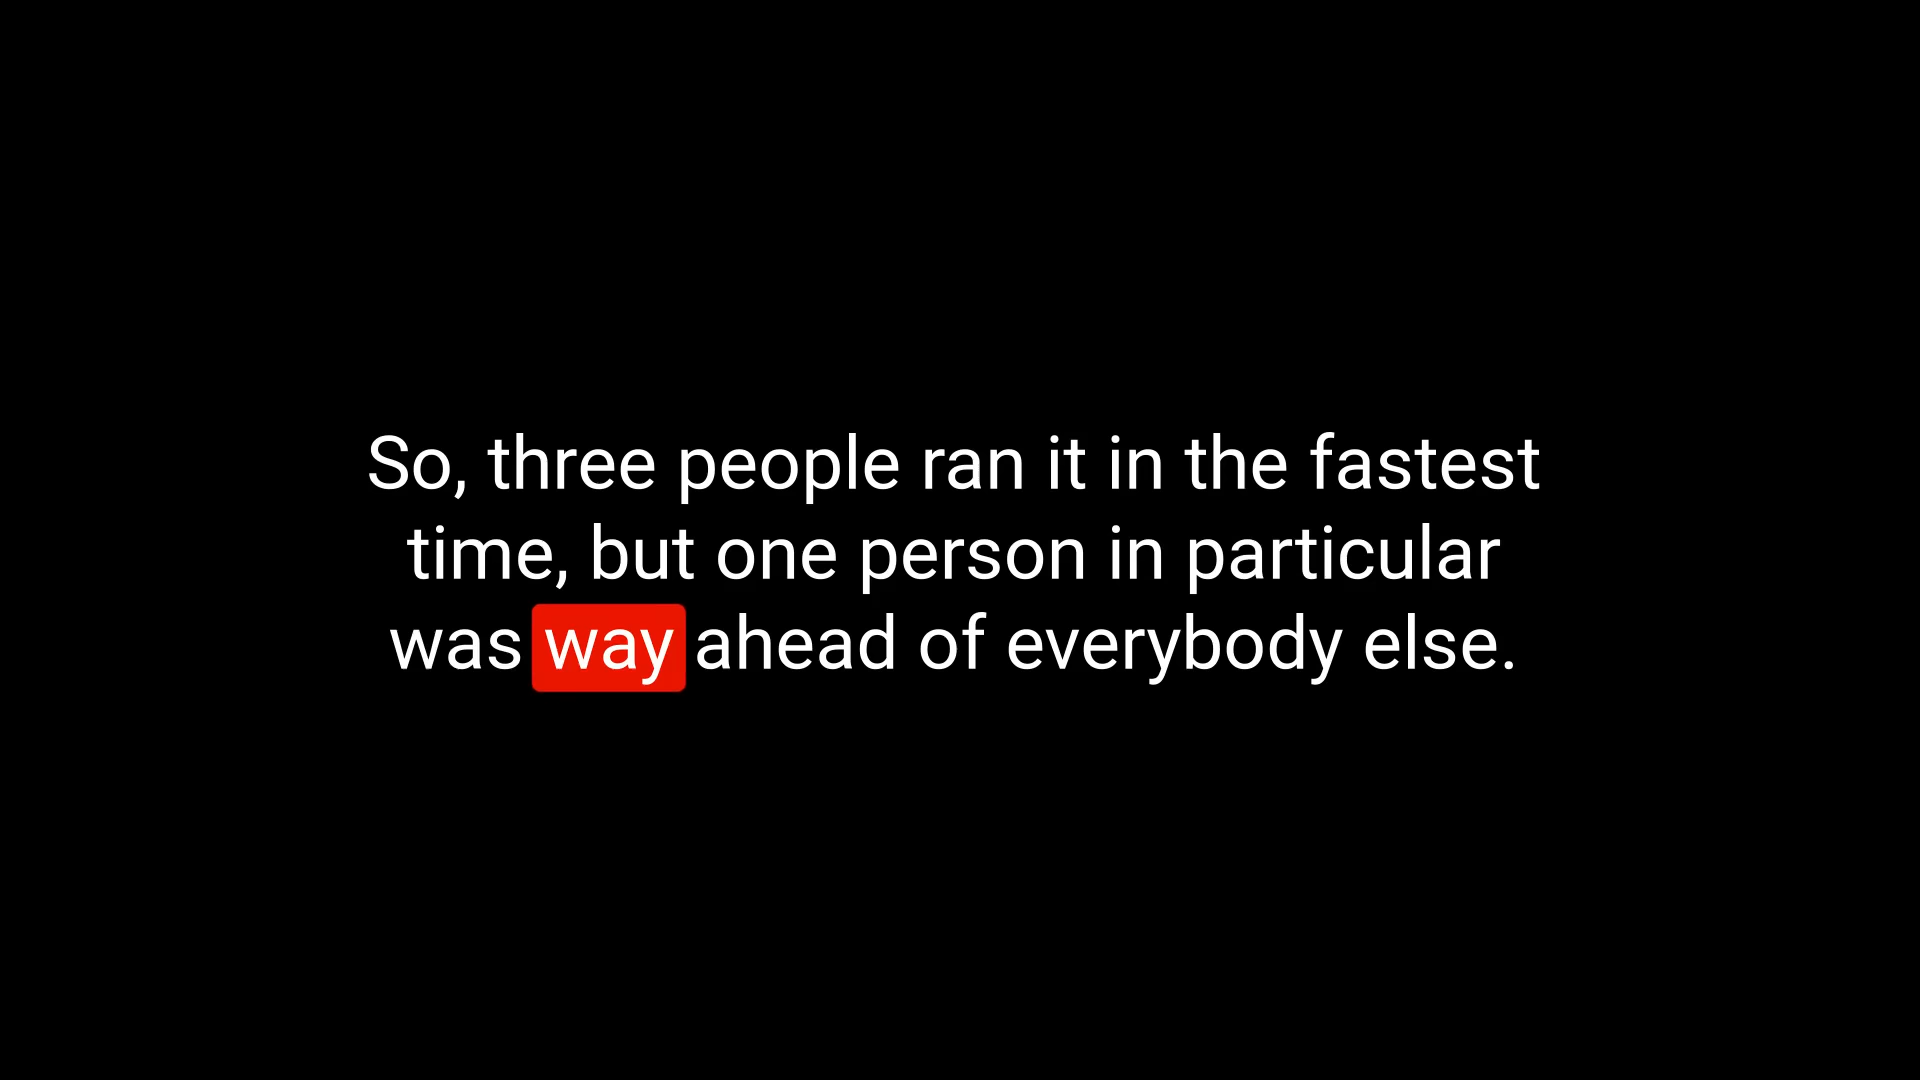 So, three people ran it in the fastest
time, but one person in particular
was way ahead of everybody else.